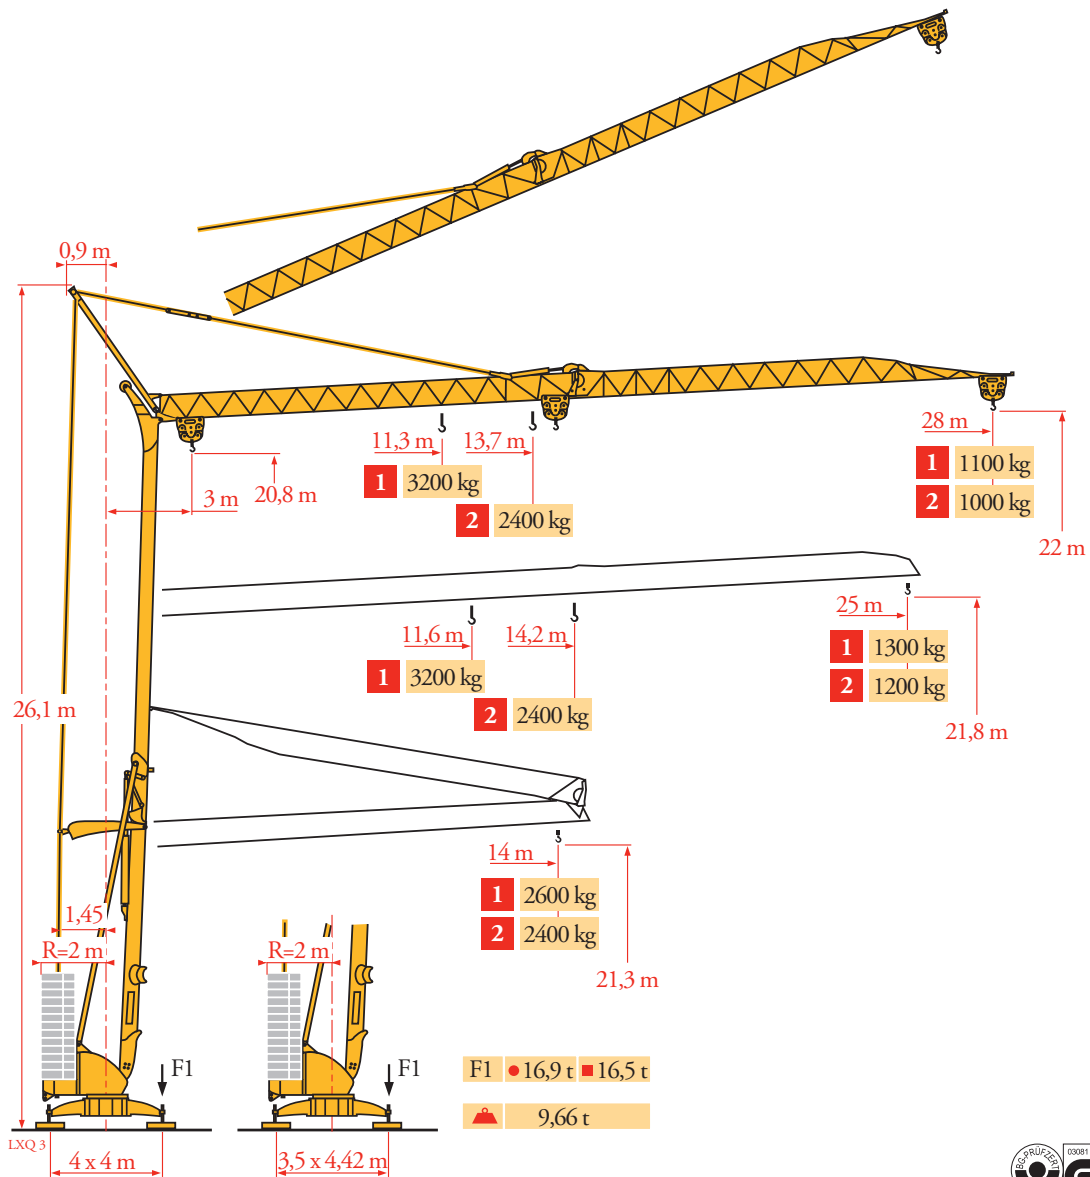 0,9 m
11,3 m
13,7 m
28 m
1 3200 kg
1 1100 kg
3 m
20,8 m
2 2400 kg
2 1000 kg
22 m
25 m
11,6 m
14,2 m
1 1300 kg
1 3200 kg
2 1200 kg
26,1 m
2 2400 kg
21,8 m
14 m
1 2600 kg
1,45
2 2400 kg
R=2 m
R=2 m
21,3 m
F1
F1
F1 16,9 t 16,5 t
9,66 t
LXQ 3
4 x 4 m
3,5 x 4,42 m
BG-PRÜFZERT
03081